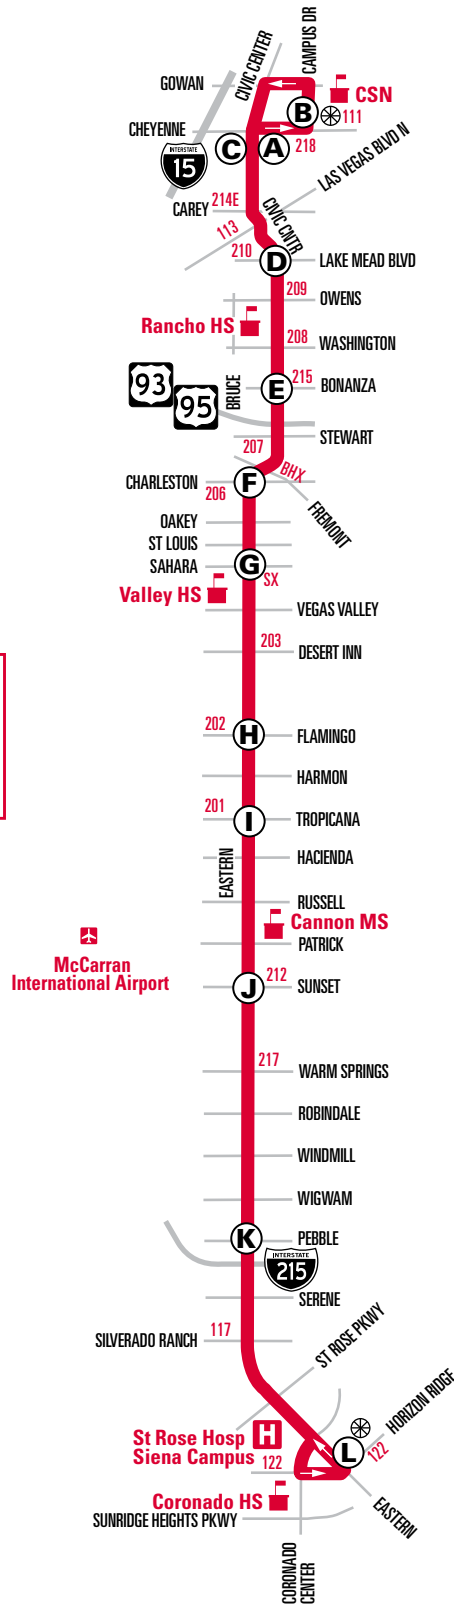 CIVIC CENTER
CAMPUS DR
GOWAN
CSN
B
111
CHEYENNE
C
A
218
INTERSTATE
15
LAS VEGAS BLVD N
214E
CAREY
CIVIC CNTR
113
210
D
LAKE MEAD BLVD
209
OWENS
Rancho HS
208
WASHINGTON
93
95
BRUCE
E
215
BONANZA
STEWART
207
BHX
CHARLESTON
F
206
FREMONT
OAKEY
ST LOUIS
SAHARA
G
SX
Valley HS
VEGAS VALLEY
203
DESERT INN
202
H
FLAMINGO
HARMON
201
I
TROPICANA
EASTERN
HACIENDA
RUSSELL
Cannon MS
PATRICK
McCarran
International Airport
J
212
SUNSET
217
WARM SPRINGS
ROBINDALE
WINDMILL
WIGWAM
K
PEBBLE
INTERSTATE
215
SERENE
117
SILVERADO RANCH
ST ROSE PKWY
HORIZON RIDGE
St Rose Hosp
Siena Campus
H
122
L
122
Coronado HS
EASTERN
SUNRIDGE HEIGHTS PKWY
CORONADO
CENTER